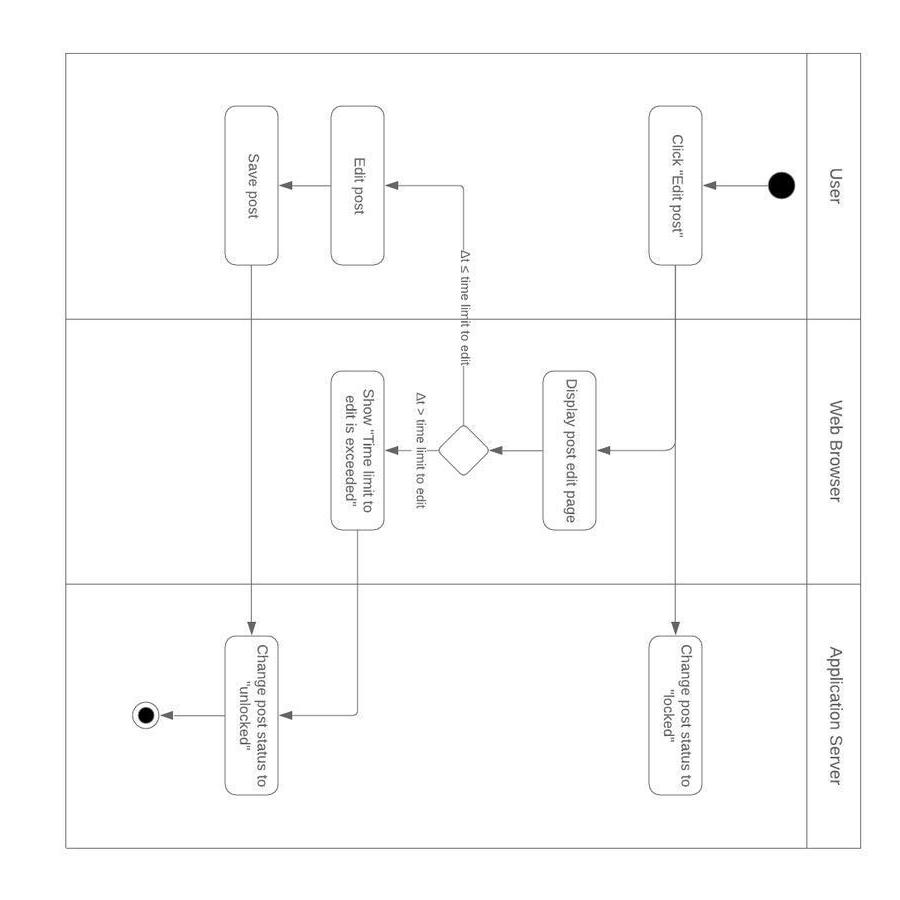 User
Web Browser
Application Server
Click "Edit post"
Change post status to
"locked"
Display post edit page
Δt ≤ time limit to edit
Δt > time limit to edit
Edit post
Show "Time limit to
edit is exceeded"
Save post
Change post status to
"unlocked"